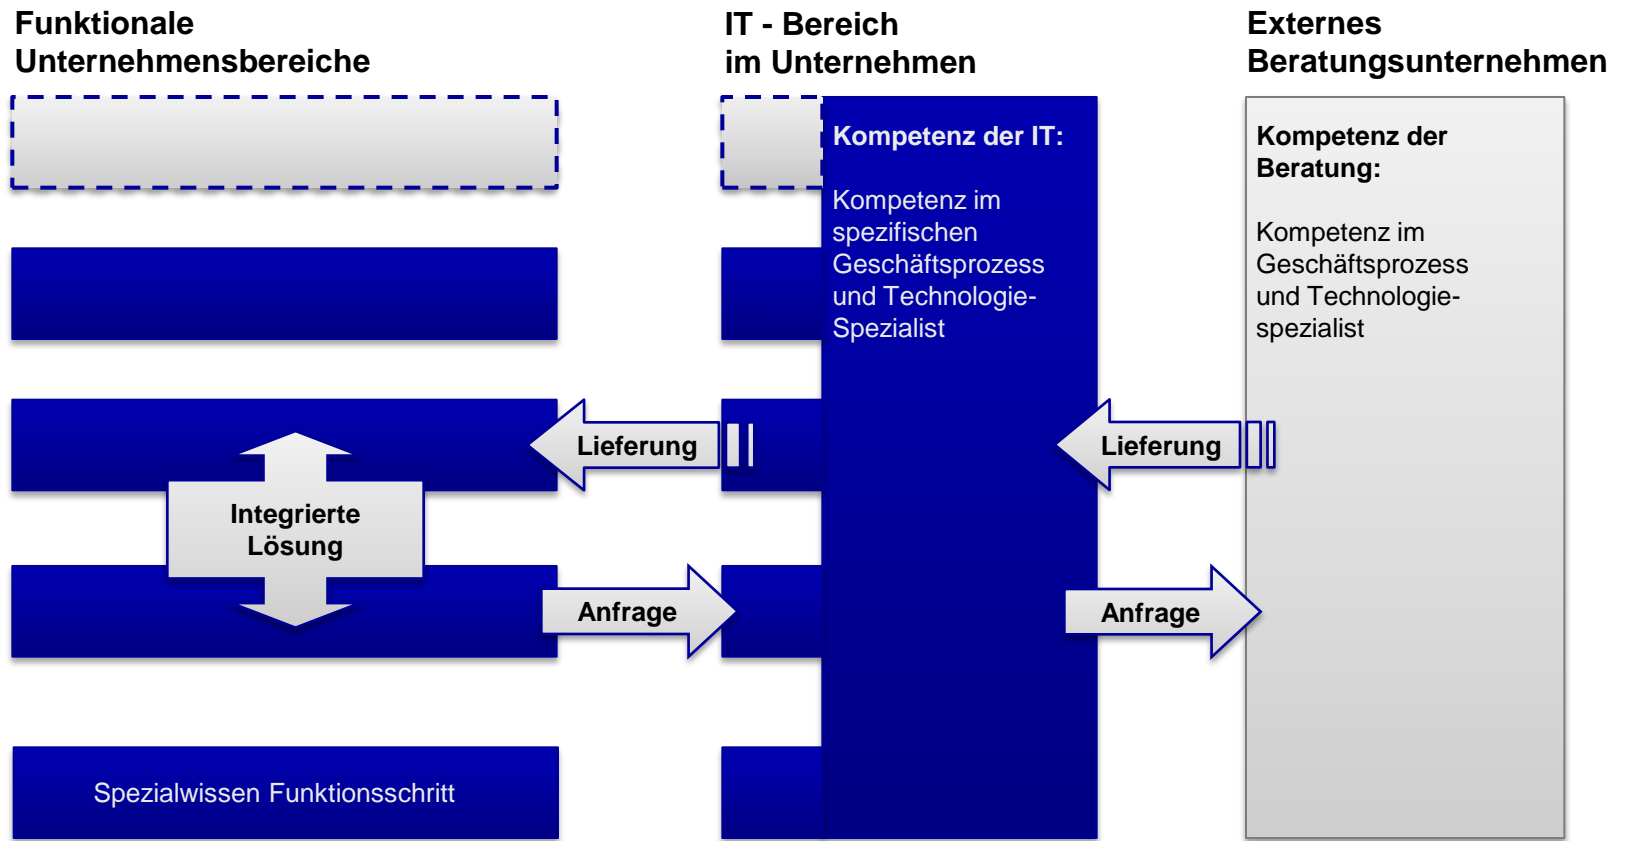 Funktionale
Unternehmensbereiche
IT - Bereich
im Unternehmen
Externes
Beratungsunternehmen
Kompetenz der IT:
Kompetenz im
spezifischen
Geschäftsprozess
und Technologie-
Spezialist
Kompetenz der
Beratung:
Kompetenz im
Geschäftsprozess
und Technologie-
spezialist
Lieferung
Lieferung
Integrierte
Lösung
Anfrage
Anfrage
Spezialwissen Funktionsschritt